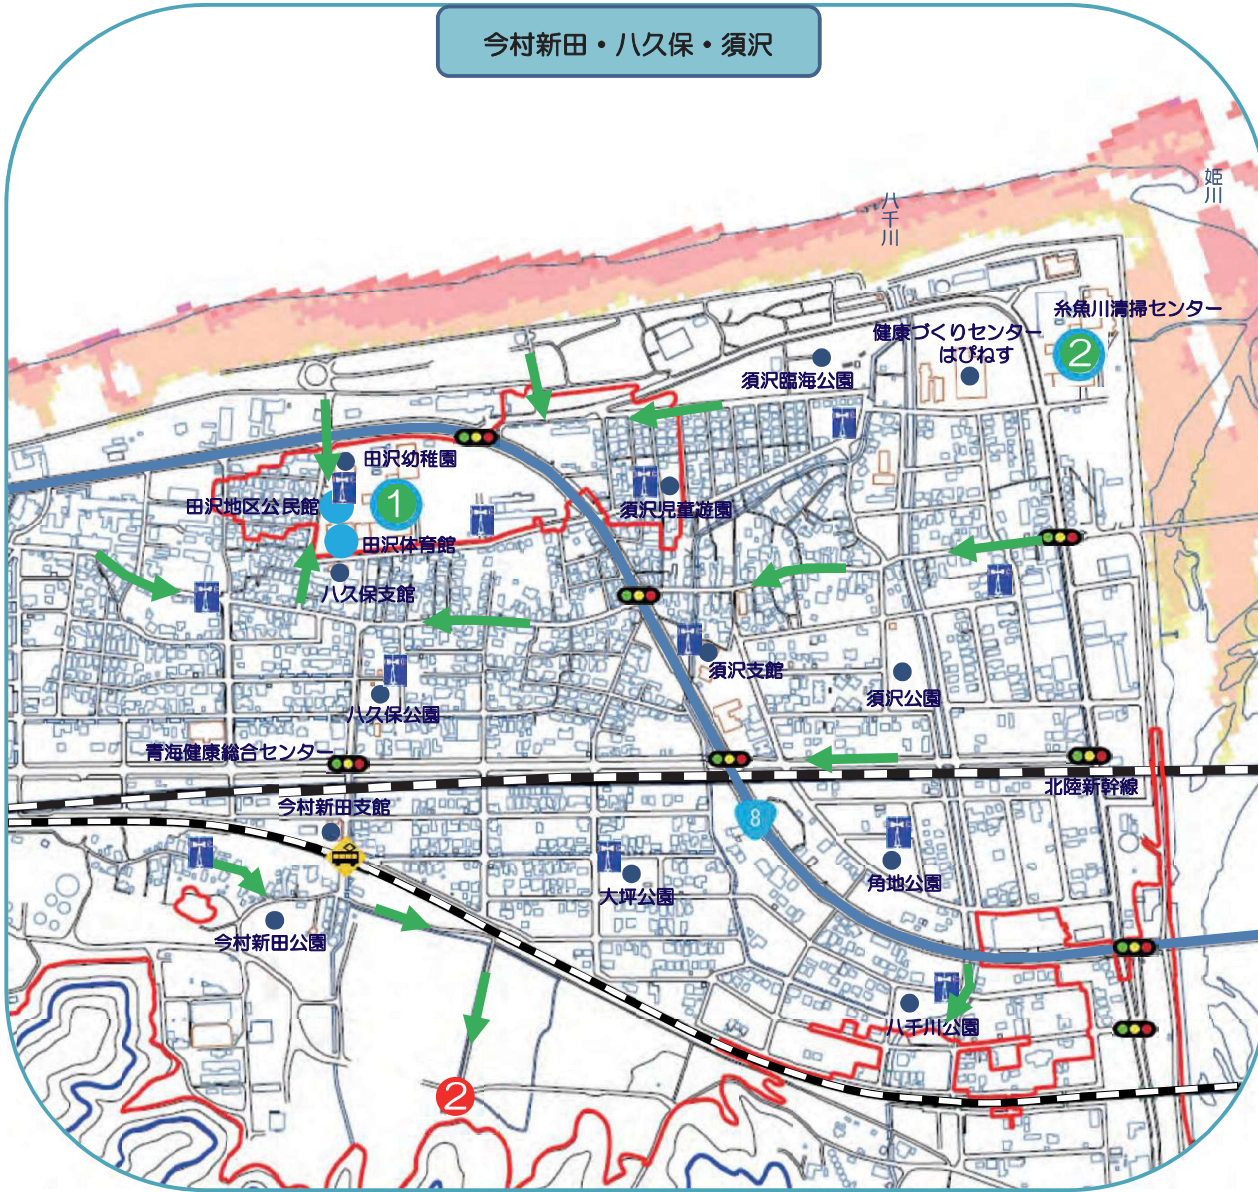 今村新田・八久保・須沢
姫川
八千川
糸魚川清掃センター
健康づくりセンター
はぴねす
2
須沢臨海公園
田沢幼稚園
田沢地区公民館
1
須沢児童遊園
田沢体育館
八久保支館
須沢支館
須沢公園
八久保公園
青海健康総合センター
北陸新幹線
今村新田支館
8
角地公園
大坪公園
今村新田公園
八千川公園
2